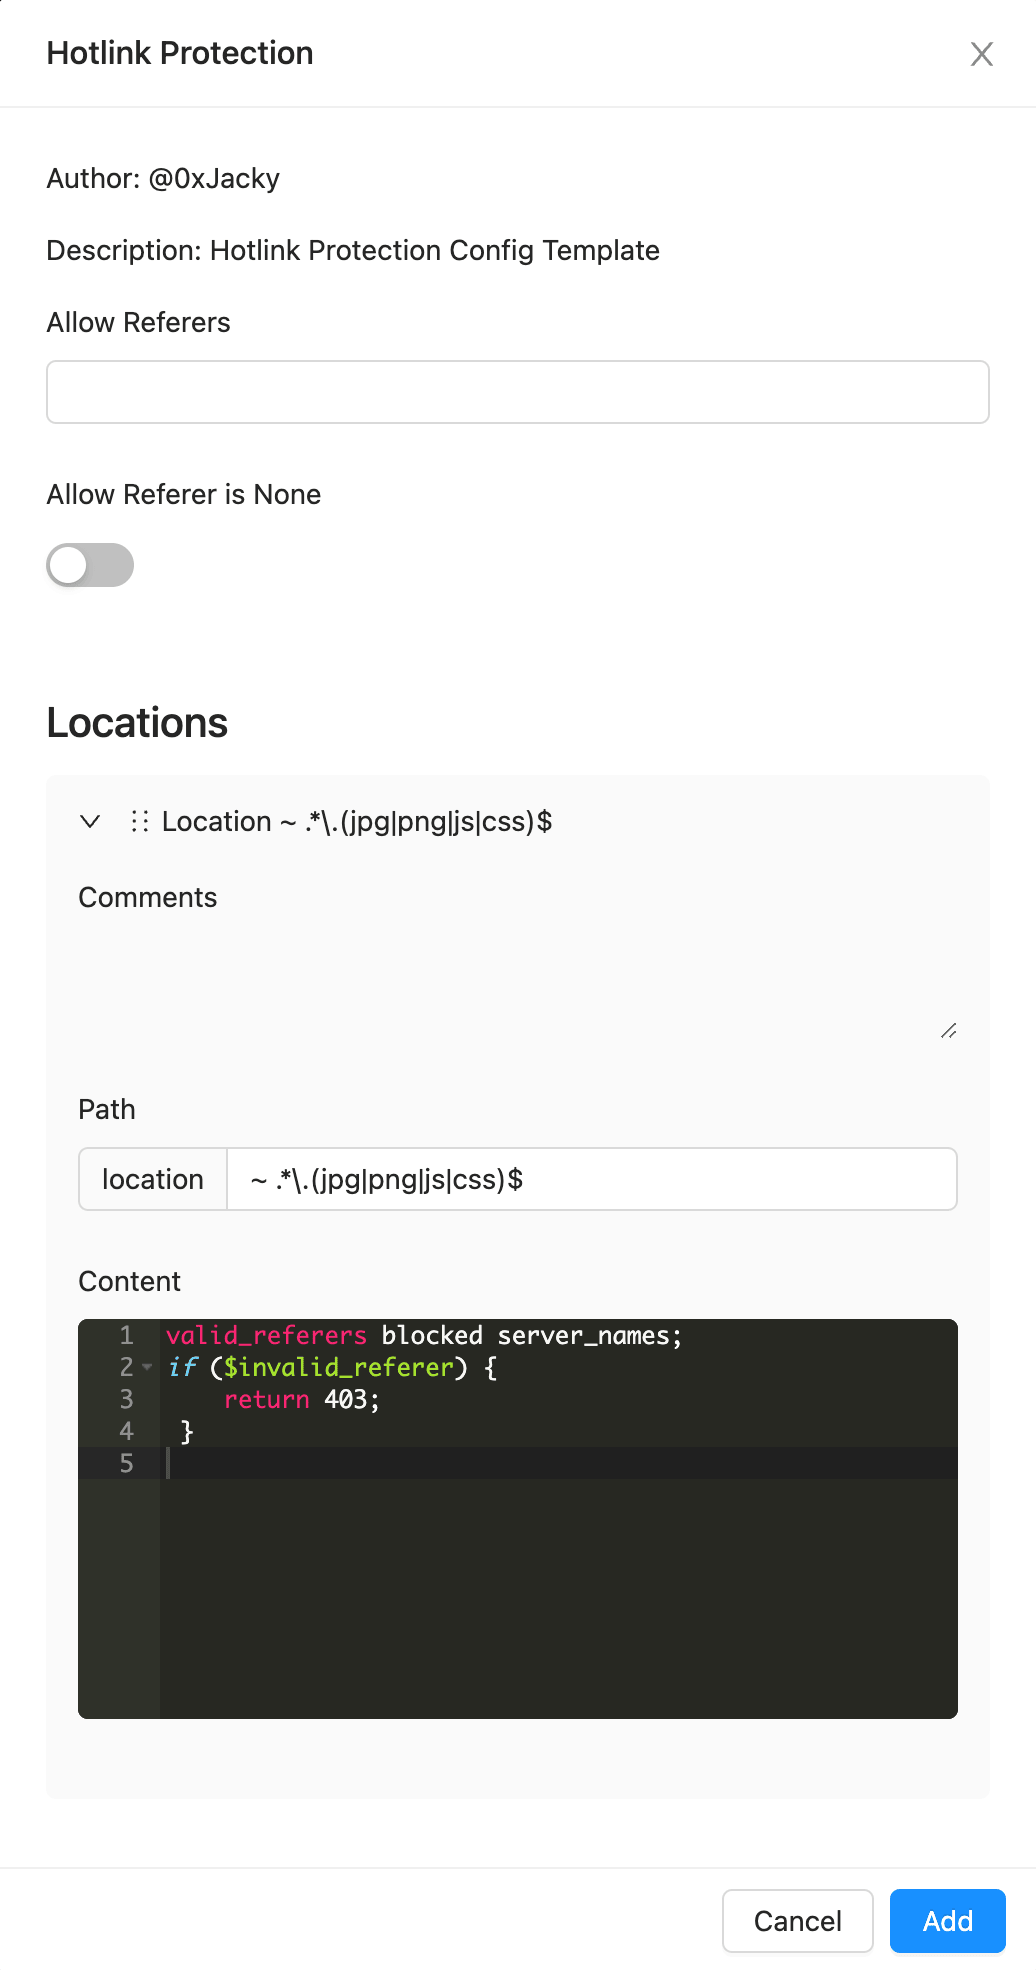 Hotlink Protection
Author: @0xJacky
Description: Hotlink Protection Config Template
Allow Referers
Allow Referer is None
Locations
Location ~ .*\.(jpg|png|js|css)$
Comments
Path
location ~ .*\.(jpg|png|js|css)$
Content
1 valid_referers blocked server_names;
2 if ($invalid_referer) {
3     return 403;
4  }
5
Cancel Add